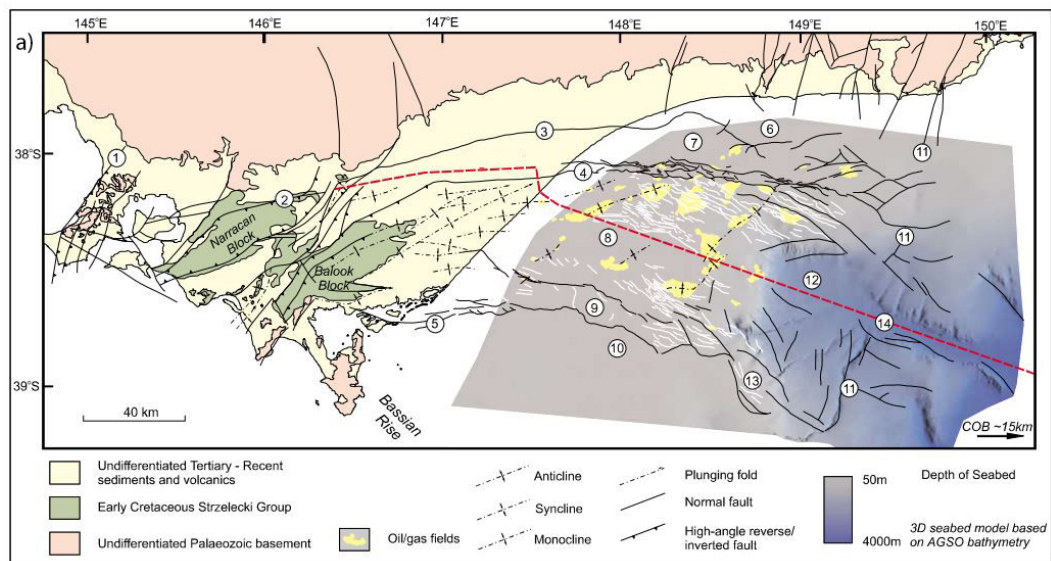 a)
145°E 146°E 147°E 148°E 149°E 150°E
38°S
39°S
1
2
3
4
5
6
7
8
9
10
11
11
11
12
13
14
Narracan
Block
Balook
Block
Bassian
Rise
40 km
COB ~15km
Undifferentiated Tertiary - Recent
sediments and volcanics
Early Cretaceous Strzelecki Group
Undifferentiated Palaeozoic basement
Oil/gas fields
Anticline
Syncline
Monocline
Plunging fold
Normal fault
High-angle reverse/
inverted fault
Depth of Seabed
50m
4000m
3D seabed model based
on AGSO bathymetry